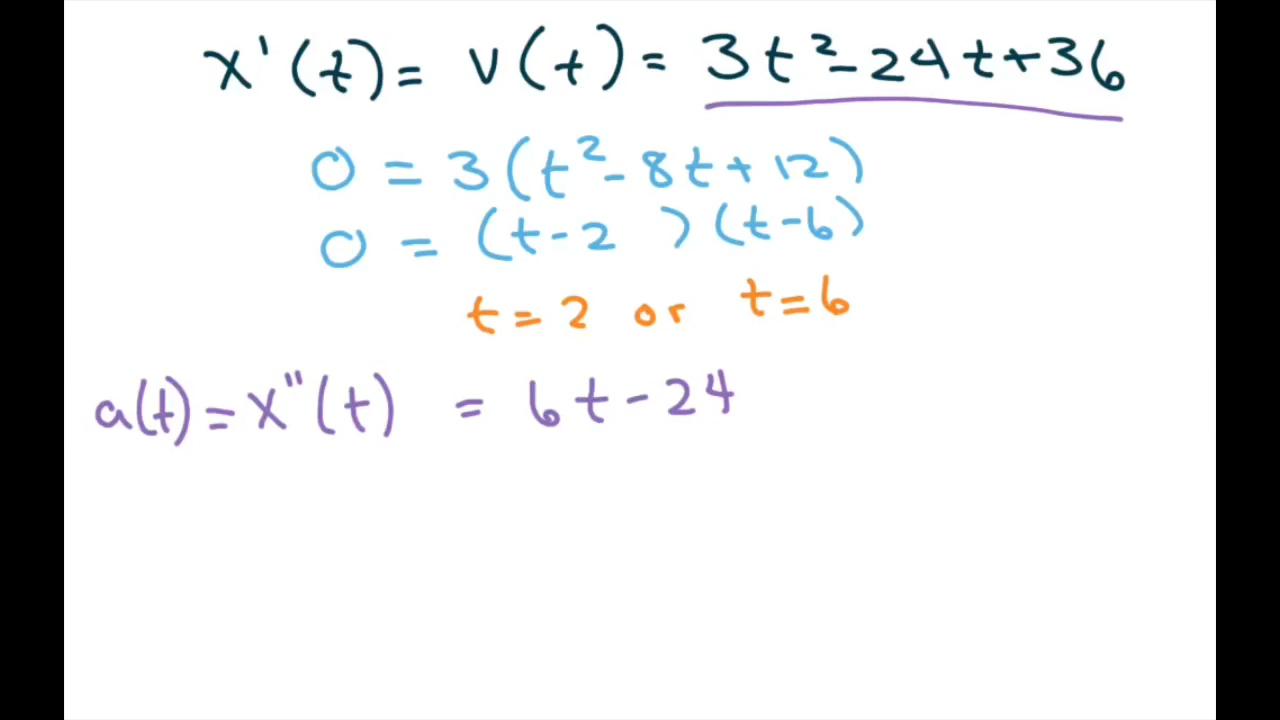 x'(t) = v(t) = 3t²-24t+36
0 = 3(t²-8t+12)
0 = (t-2 )(t-6)
t=2 or t=6
a(t)=x"(t) = 6t-24